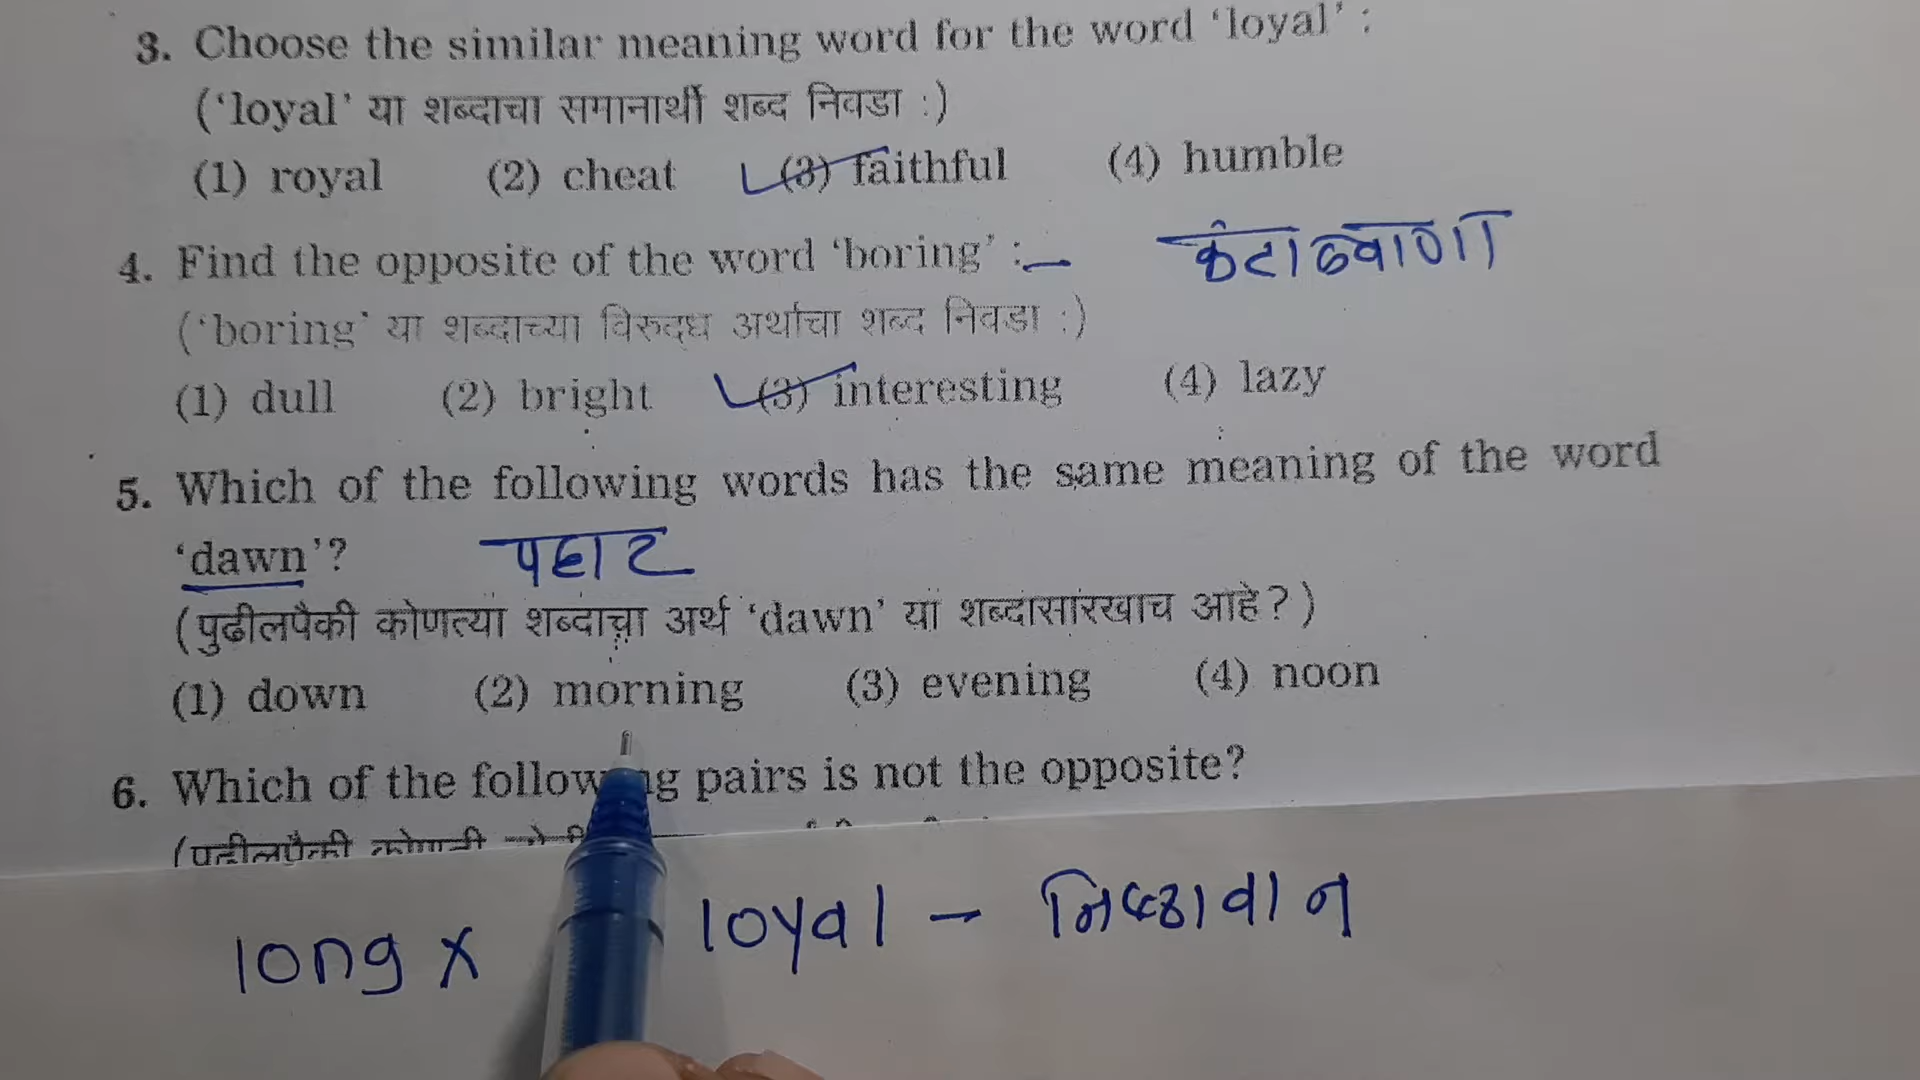 3. Choose the similar meaning word for the word ‘loyal’ :
(‘loyal’ या शब्दाचा समानार्थी शब्द निवडा :)
(1) royal (2) cheat (3) faithful (4) humble
4. Find the opposite of the word ‘boring’ :- कंटाळवाणा
(‘boring’ या शब्दाच्या विरुद्ध अर्थाचा शब्द निवडा :)
(1) dull (2) bright (3) interesting (4) lazy
5. Which of the following words has the same meaning of the word
‘dawn’? पहाट
(पुढीलपैकी कोणत्या शब्दाचा अर्थ ‘dawn’ या शब्दासारखाच आहे?)
(1) down (2) morning (3) evening (4) noon
6. Which of the following pairs is not the opposite?
(पुढीलपैकी कोणती
long x loyal - निष्ठावान